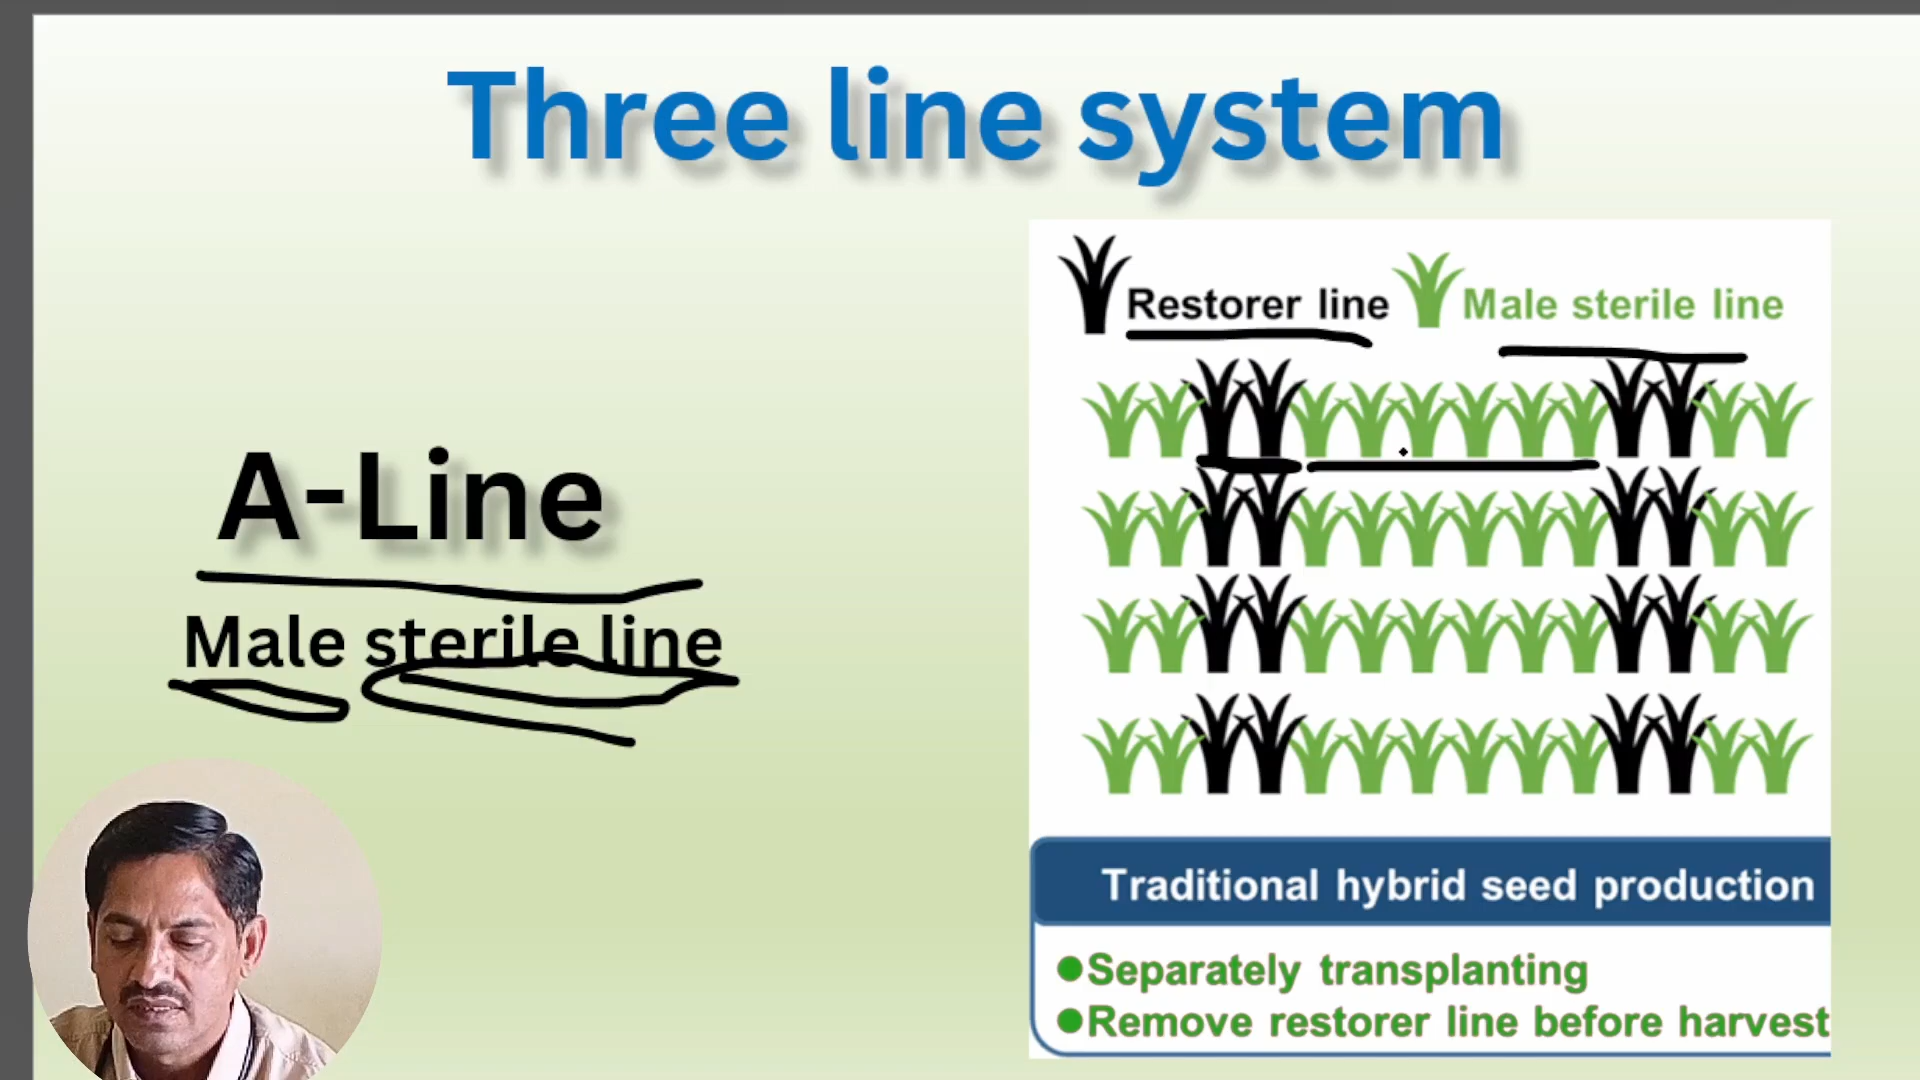 Three line system
A-Line
Male sterile line
Restorer line
Male sterile line
Traditional hybrid seed production
●Separately transplanting
●Remove restorer line before harvest